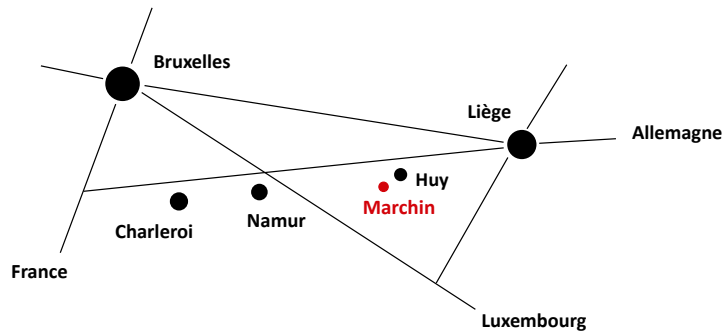 Bruxelles
Liège
Allemagne
Huy
Marchin
Namur
Charleroi
France
Luxembourg